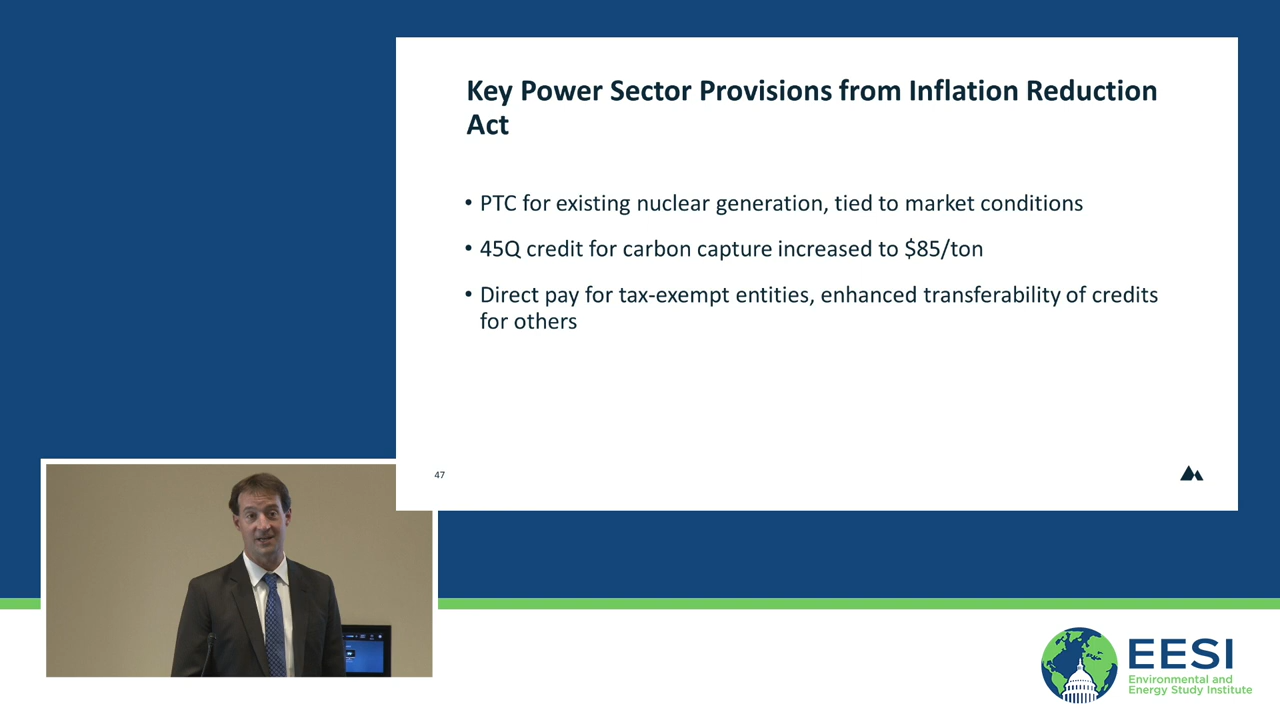 Key Power Sector Provisions from Inflation Reduction
Act
• PTC for existing nuclear generation, tied to market conditions
• 45Q credit for carbon capture increased to $85/ton
• Direct pay for tax-exempt entities, enhanced transferability of credits
for others
47
EESI
Environmental and
Energy Study Institute